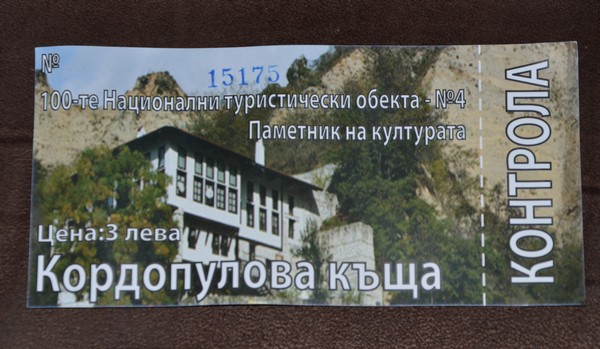 №
15175
100-те Национални туристически обекта - №4
Паметник на културата
Цена:3 лева
Кордопулова къща
КОНТРОЛА